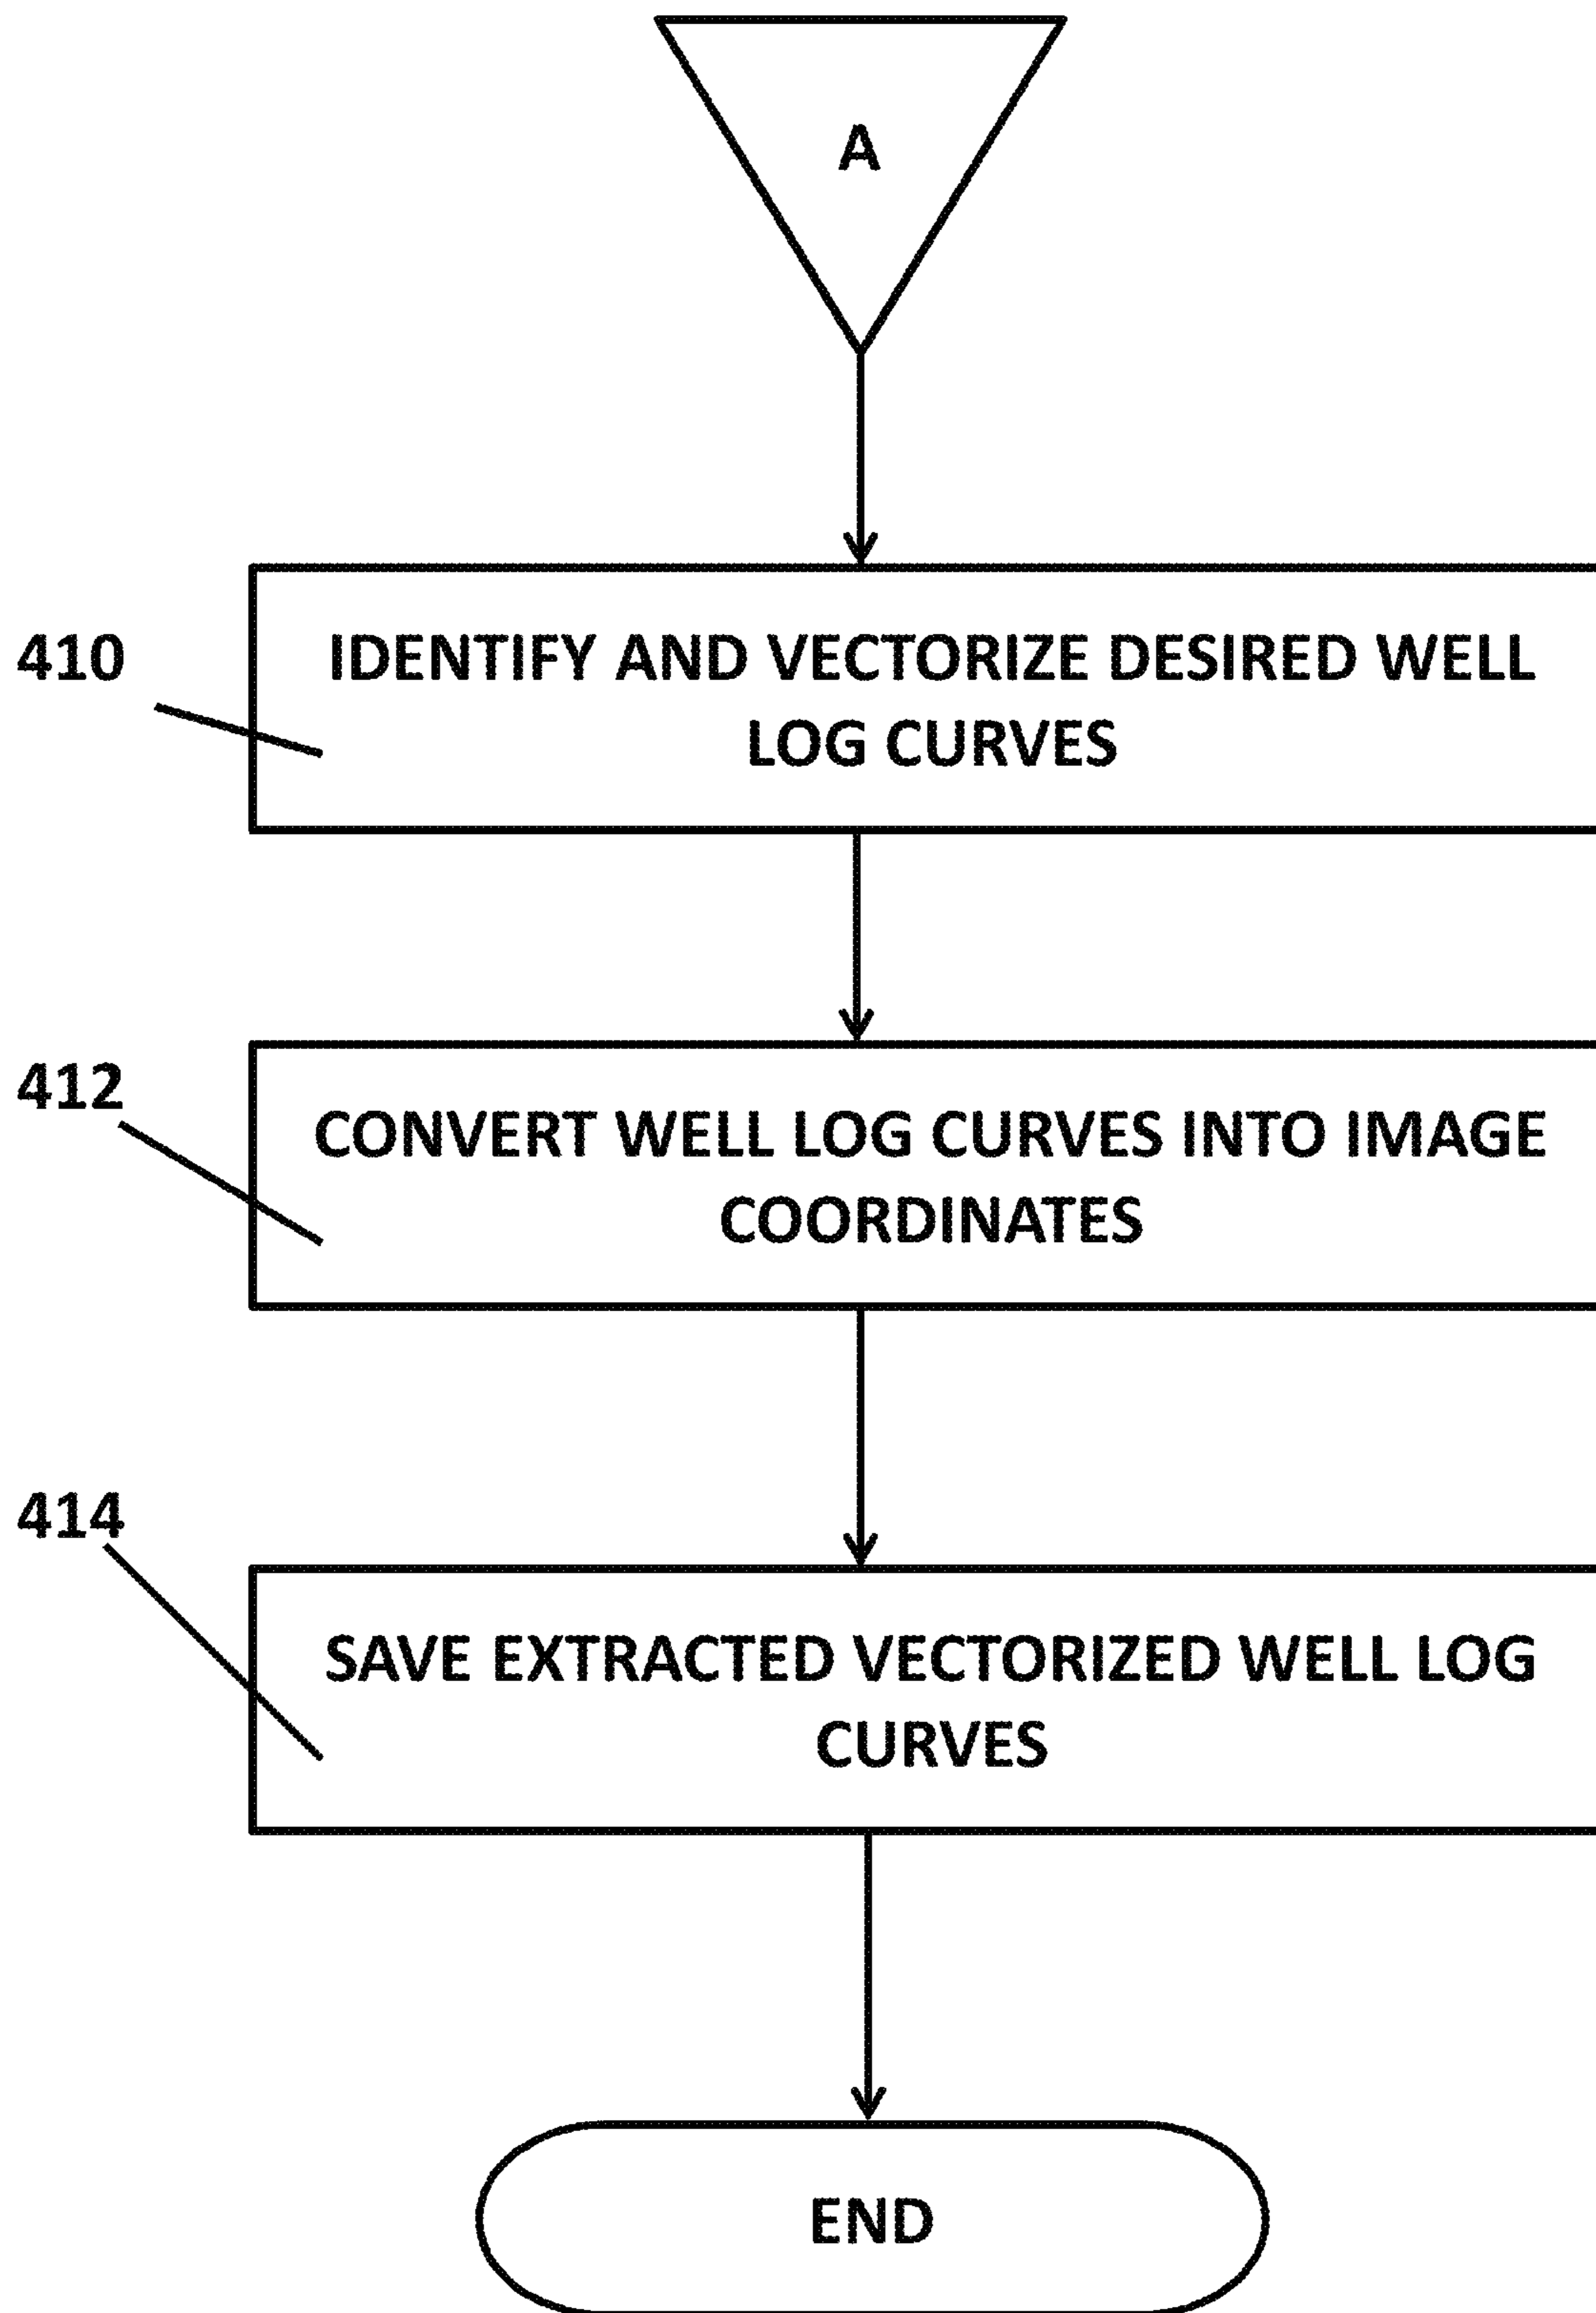 A
410
IDENTIFY AND VECTORIZE DESIRED WELL
LOG CURVES
412
CONVERT WELL LOG CURVES INTO IMAGE
COORDINATES
414
SAVE EXTRACTED VECTORIZED WELL LOG
CURVES
END